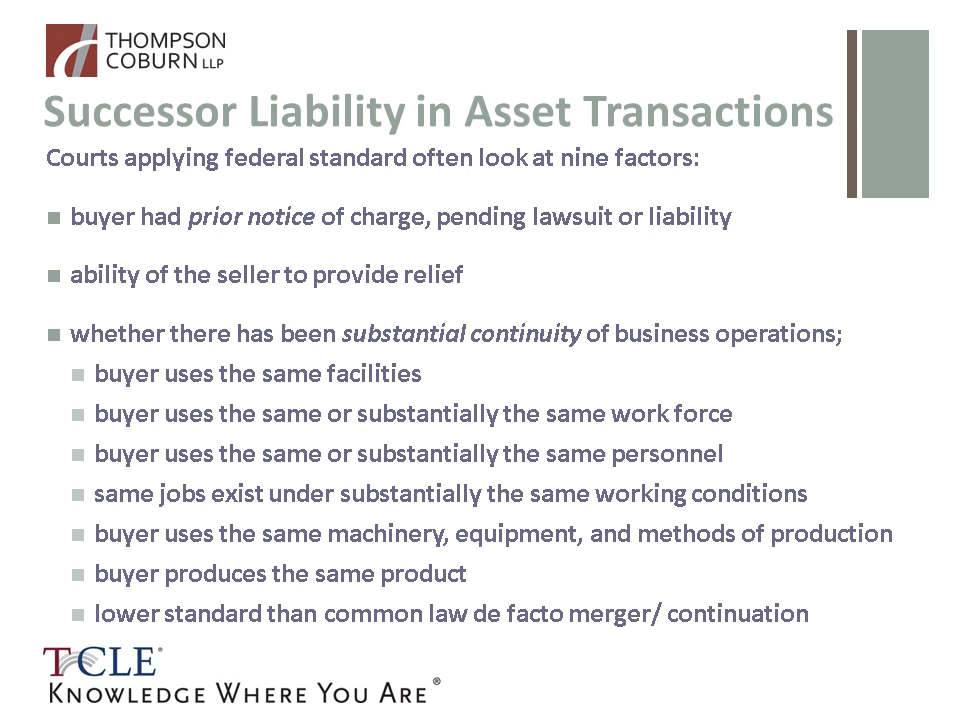 THOMPSON
COBURN LLP
Successor Liability in Asset Transactions
Courts applying federal standard often look at nine factors:
■ buyer had prior notice of charge, pending lawsuit or liability
■ ability of the seller to provide relief
■ whether there has been substantial continuity of business operations;
■ buyer uses the same facilities
■ buyer uses the same or substantially the same work force
■ buyer uses the same or substantially the same personnel
■ same jobs exist under substantially the same working conditions
■ buyer uses the same machinery, equipment, and methods of production
■ buyer produces the same product
■ lower standard than common law de facto merger/ continuation
TCLE®
KNOWLEDGE WHERE YOU ARE®